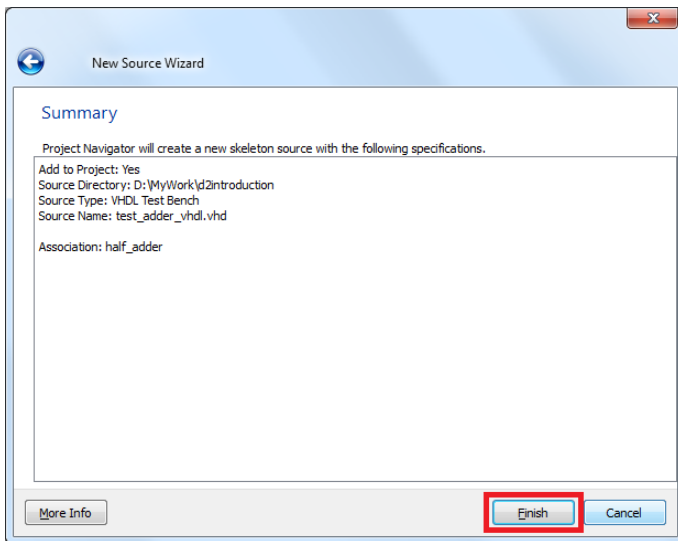 New Source Wizard
Summary
Project Navigator will create a new skeleton source with the following specifications.
Add to Project: Yes
Source Directory: D:\MyWork\d2introduction
Source Type: VHDL Test Bench
Source Name: test_adder_vhdl.vhd
Association: half_adder
More Info
Finish
Cancel